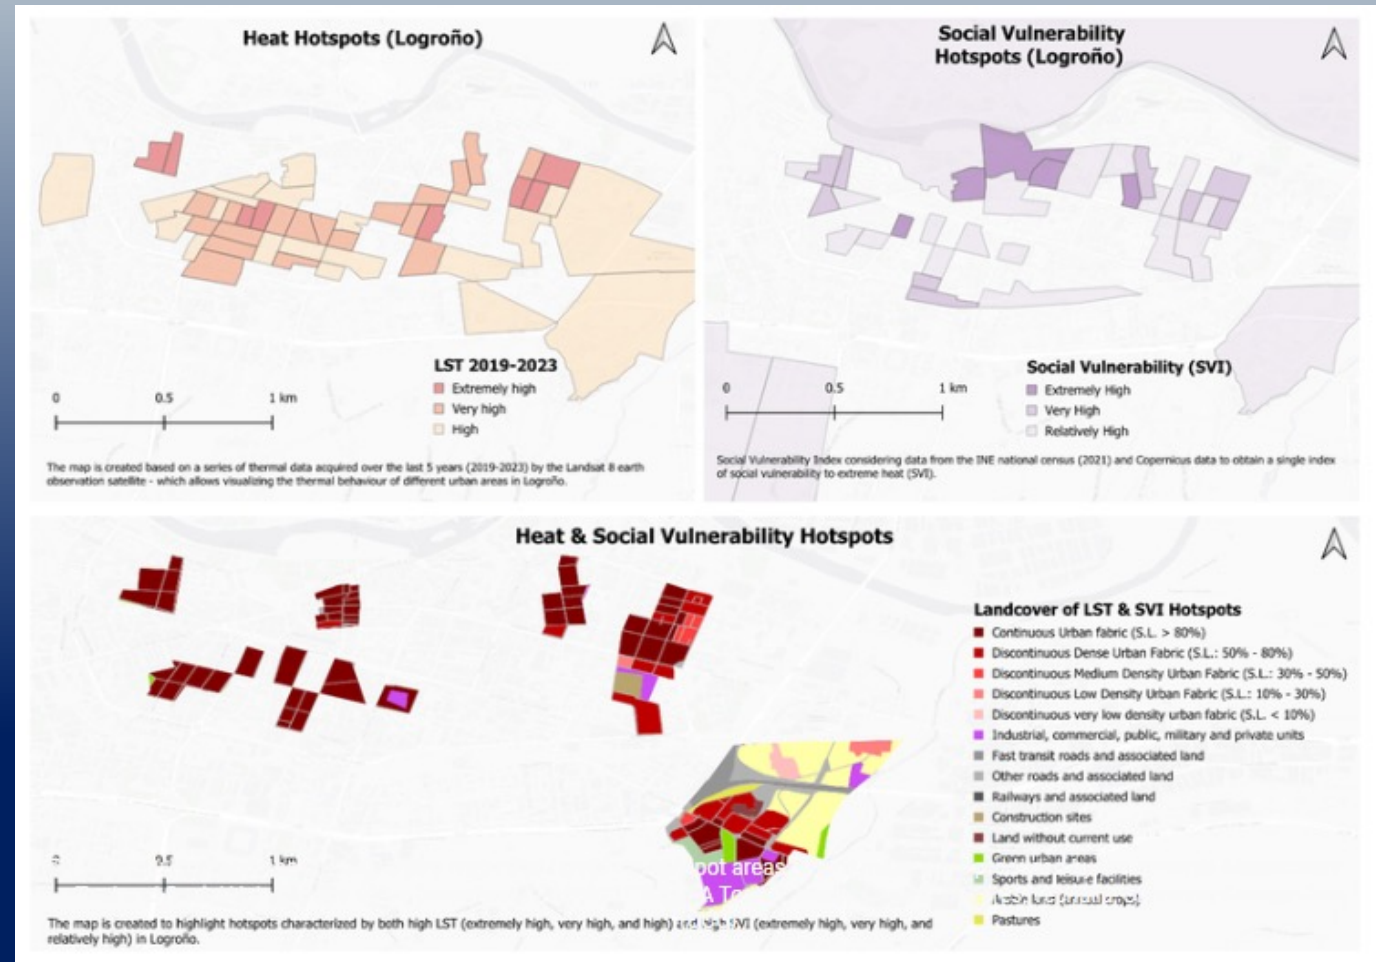 Heat Hotspots (Logroño)
LST 2019-2023
Extremely high
Very high
High
0 0.5 1 km
The map is created based on a series of thermal data acquired over the last 5 years (2019-2023) by the Landsat 8 earth
observation satellite - which allows visualizing the thermal behaviour of different urban areas in Logroño.
Social Vulnerability
Hotspots (Logroño)
Social Vulnerability (SVI)
Extremely High
Very High
Relatively High
0 0.5 1 km
Social Vulnerability Index considering data from the INE national census (2021) and Copernicus data to obtain a single index
of social vulnerability to extreme heat (SVI).
Heat & Social Vulnerability Hotspots
Landcover of LST & SVI Hotspots
Continuous Urban fabric (S.L. > 80%)
Discontinuous Dense Urban Fabric (S.L.: 50% - 80%)
Discontinuous Medium Density Urban Fabric (S.L.: 30% - 50%)
Discontinuous Low Density Urban Fabric (S.L.: 10% - 30%)
Discontinuous very low density urban fabric (S.L. < 10%)
Industrial, commercial, public, military and private units
Fast transit roads and associated land
Other roads and associated land
Railways and associated land
Construction sites
Land without current use
Green urban areas
Sports and leisure facilities
Pastures
1 km
pot areas
The map is created to highlight hotspots characterized by both high LST (extremely high, very high, and high) and high SVI (extremely high, very high, and
relatively high) in Logroño.